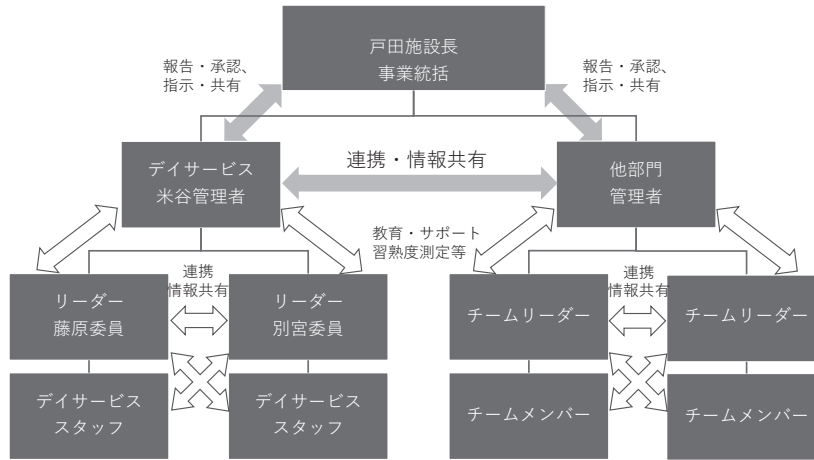 戸田施設長
事業統括
報告・承認、
指示・共有
報告・承認、
指示・共有
デイサービス
米谷管理者
連携・情報共有
他部門
管理者
教育・サポート
習熟度測定等
リーダー
藤原委員
連携
情報共有
リーダー
別宮委員
チームリーダー
連携
情報共有
チームリーダー
デイサービス
スタッフ
デイサービス
スタッフ
チームメンバー
チームメンバー